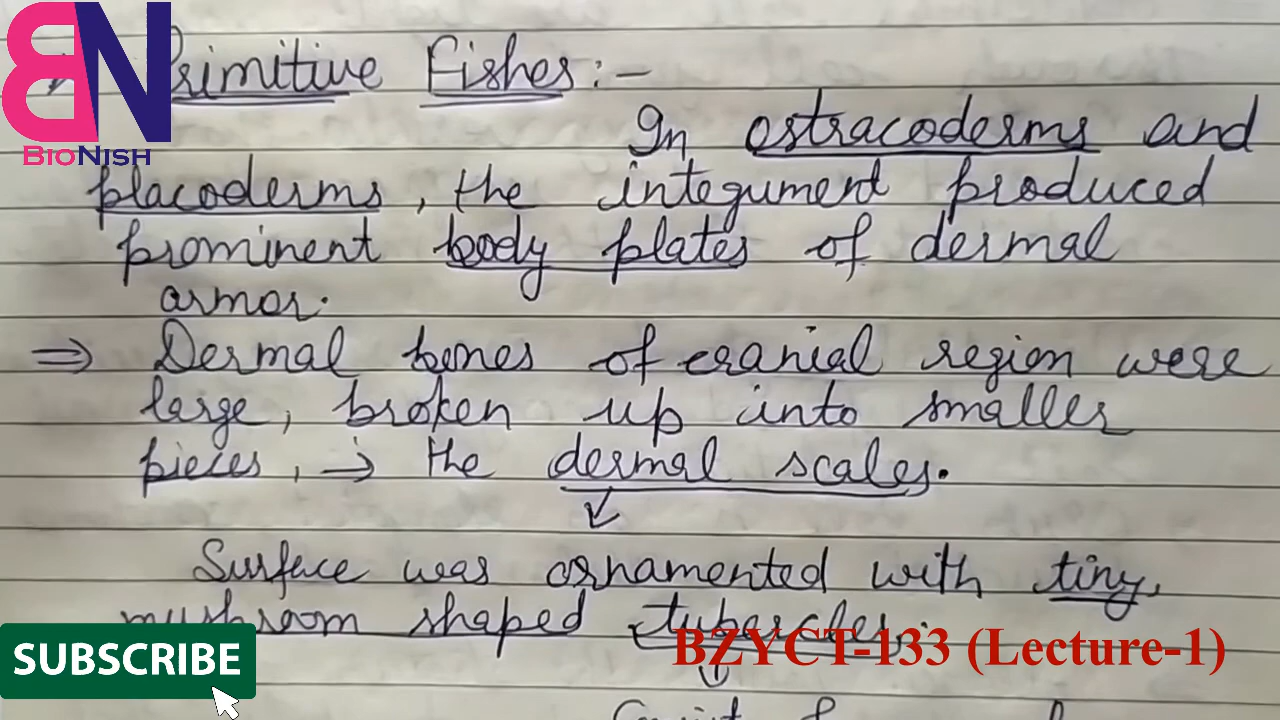 BN
BIONISH
Primitive Fishes :-
In ostracoderms and
placoderms, the integument produced
prominent body plates of dermal
armor.
⇒ Dermal bones of cranial region were
large, broken up into smaller
pieces, → the dermal scales.
↙
Surface was ornamented with tiny,
mushroom shaped tubercles.
BZYCT-133 (Lecture-1)
↓
SUBSCRIBE